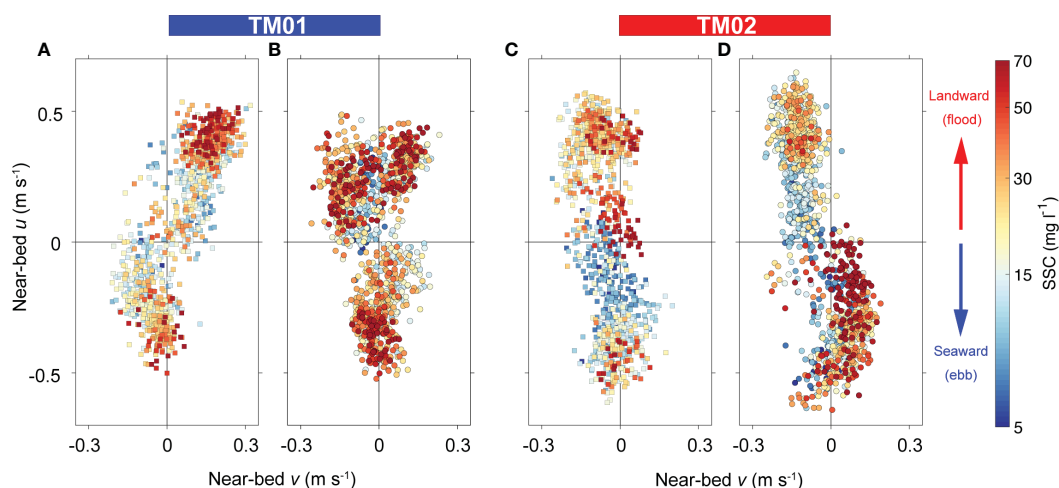 TM01
TM02
A
B
C
D
Near-bed u (m s⁻¹)
0.5
0
-0.5
-0.3
0
0.3
-0.3
0
0.3
-0.3
0
0.3
-0.3
0
0.3
Near-bed v (m s⁻¹)
Near-bed v (m s⁻¹)
Landward
(flood)
Seaward
(ebb)
70
50
30
15
5
SSC (mg l⁻¹)